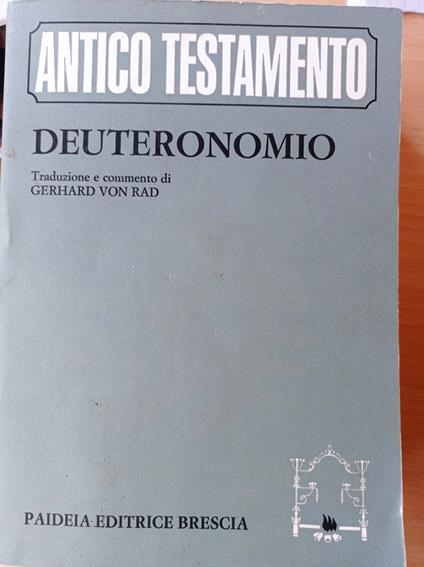 ANTICO TESTAMENTO
DEUTERONOMIO
Traduzione e commento di
GERHARD VON RAD
PAIDEIA EDITRICE BRESCIA